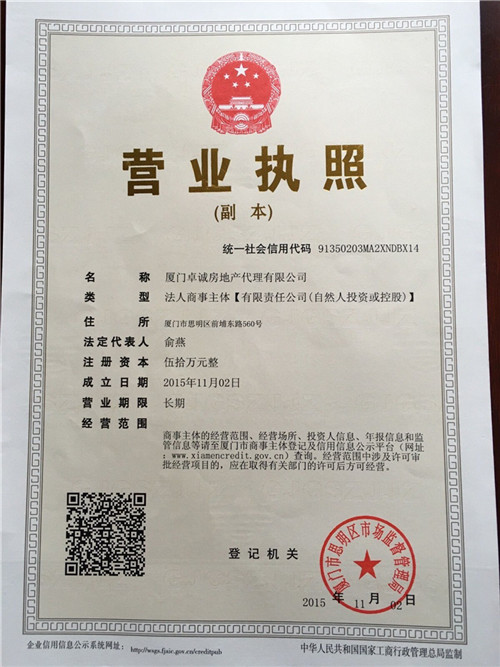 营业执照
(副 本)
统一社会信用代码 91350203MA2XNDBX14
名 称 厦门卓诚房地产代理有限公司
类 型 法人商事主体【有限责任公司(自然人投资或控股)】
住 所 厦门市思明区前埔东路560号
法定代表人 俞燕
注册资本 伍拾万元整
成立日期 2015年11月02日
营业期限 长期
经营范围
商事主体的经营范围、经营场所、投资人信息、年报信息和监
管信息等请至厦门市商事主体登记及信用信息公示平台（网址
：www.xiamencredit.gov.cn）查询。经营范围中涉及许可审
批经营项目的，应在取得有关部门的许可后方可经营。
登记机关
厦门市思明区市场监督管理局
2015 年 11 月 02 日
企业信用信息公示系统网址： http://wsgs.fjaic.gov.cn/creditpub
中华人民共和国国家工商行政管理总局监制